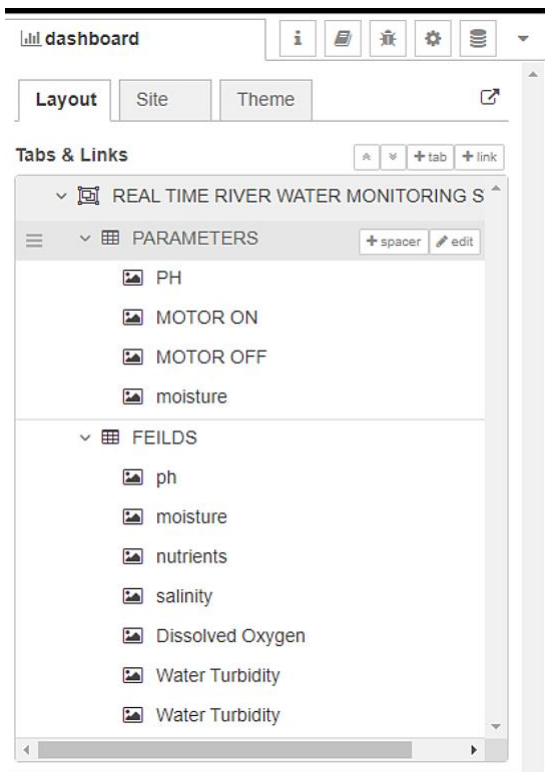 dashboard
Layout Site Theme
Tabs & Links
tab link
REAL TIME RIVER WATER MONITORING S
PARAMETERS
spacer edit
PH
MOTOR ON
MOTOR OFF
moisture
FEILDS
ph
moisture
nutrients
salinity
Dissolved Oxygen
Water Turbidity
Water Turbidity